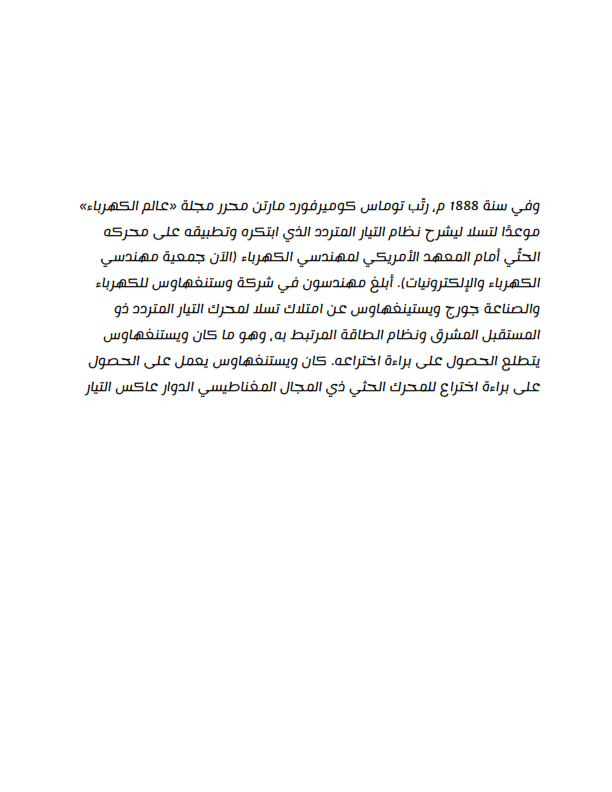 وفي سنة 1888 م، رتّب توماس كوميرفورد مارتن محرر مجلة «عالم الكهرباء»
موعدًا لتسلا ليشرح نظام التيار المتردد الذي ابتكره وتطبيقه على محركه
الحثّي أمام المعهد الأمريكي لمهندسي الكهرباء (الآن جمعية مهندسي
الكهرباء والإلكترونيات). أبلغ مهندسون في شركة وستنغهاوس للكهرباء
والصناعة جورج ويستينغهاوس عن امتلاك تسلا لمحرك التيار المتردد ذو
المستقبل المشرق ونظام الطاقة المرتبط به، وهو ما كان ويستنغهاوس
يتطلع الحصول على براءة اختراعه. كان ويستنغهاوس يعمل على الحصول
على براءة اختراع للمحرك الحثي ذي المجال المغناطيسي الدوار عاكس التيار